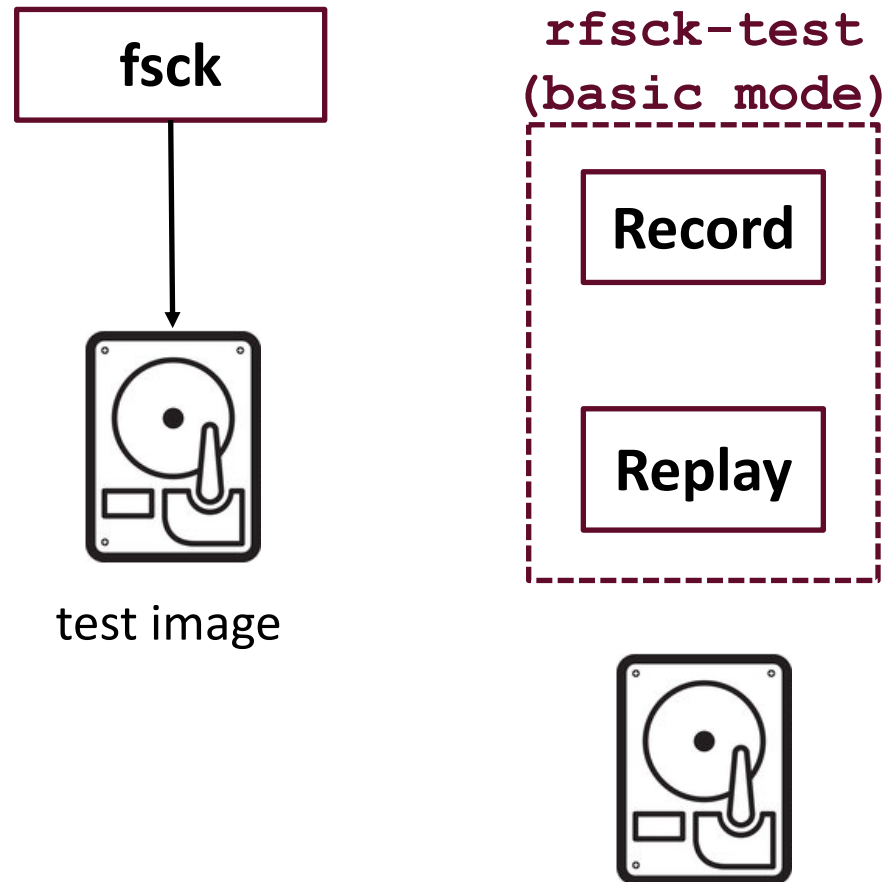 fsck
test image
rfsck-test
(basic mode)
Record
Replay